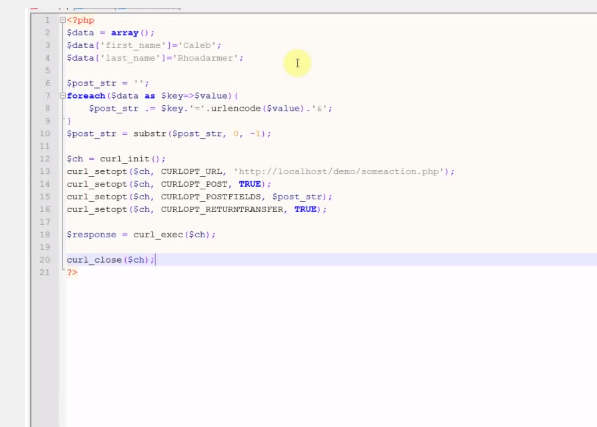 1 <?php
2 $data = array();
3 $data['first_name']='Caleb';
4 $data['last_name']='Rhoadarmer';
5
6 $post_str = '';
7 foreach($data as $key=>$value){
8 $post_str .= $key.'='.urlencode($value).'&';
9 }
10 $post_str = substr($post_str, 0, -1);
11
12 $ch = curl_init();
13 curl_setopt($ch, CURLOPT_URL, 'http://localhost/demo/someaction.php');
14 curl_setopt($ch, CURLOPT_POST, TRUE);
15 curl_setopt($ch, CURLOPT_POSTFIELDS, $post_str);
16 curl_setopt($ch, CURLOPT_RETURNTRANSFER, TRUE);
17
18 $response = curl_exec($ch);
19
20 curl_close($ch);
21 ?>